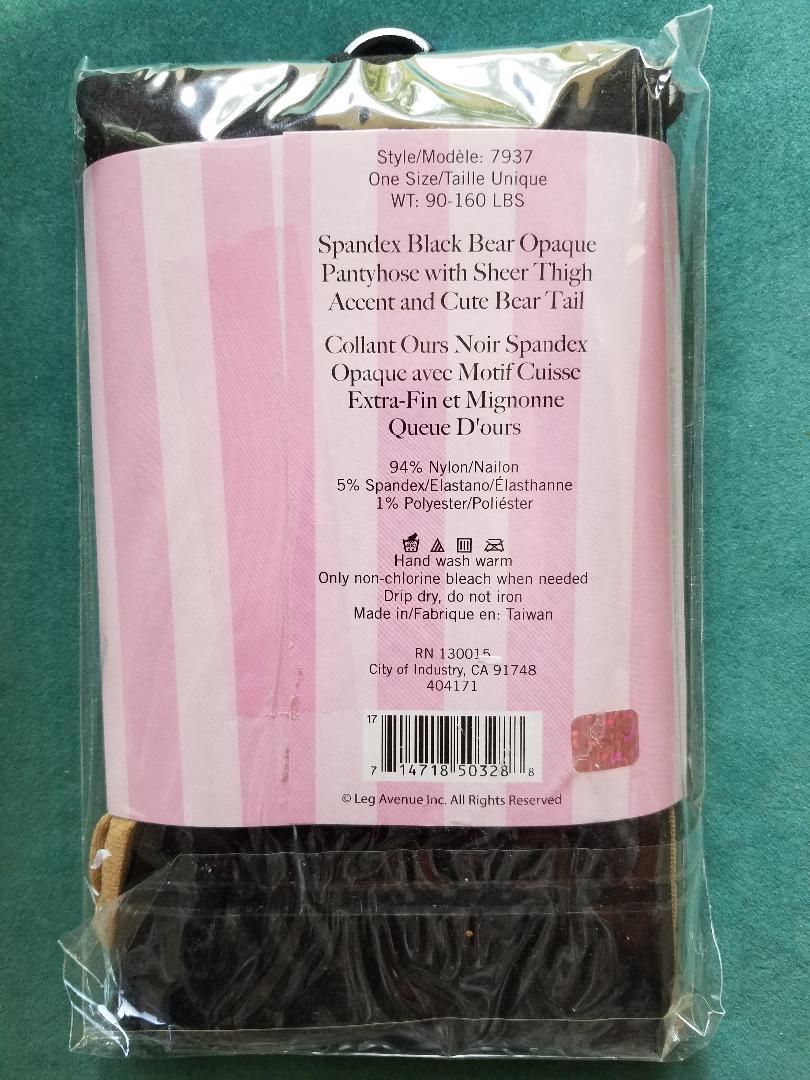 Style/Modèle: 7937
One Size/Taille Unique
WT: 90-160 LBS
Spandex Black Bear Opaque
Pantyhose with Sheer Thigh
Accent and Cute Bear Tail
Collant Ours Noir Spandex
Opaque avec Motif Cuisse
Extra-Fin et Mignonne
Queue D'ours
94% Nylon/Nailon
5% Spandex/Elastano/Élasthanne
1% Polyester/Poliéster
Hand wash warm
Only non-chlorine bleach when needed
Drip dry, do not iron
Made in/Fabrique en: Taiwan
RN 130015
City of Industry, CA 91748
404171
17
7 14718 50328 8
© Leg Avenue Inc. All Rights Reserved